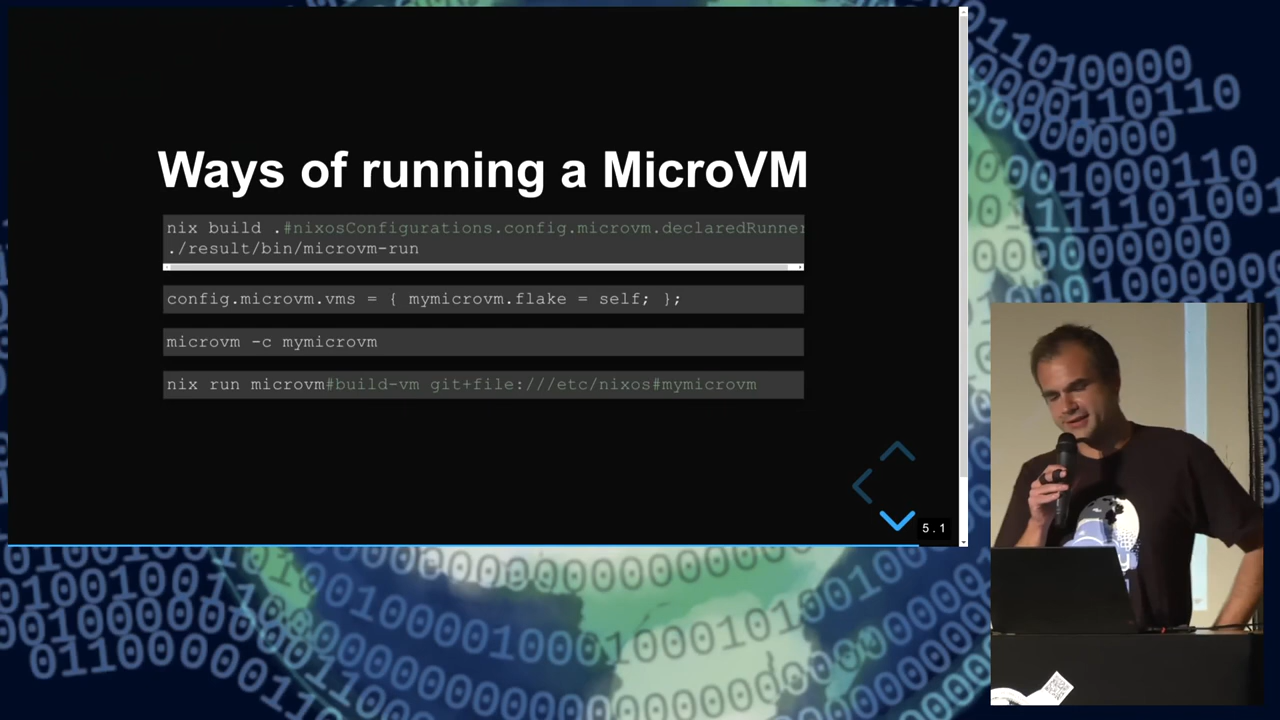 Ways of running a MicroVM
nix build .#nixosConfigurations.config.microvm.declaredRunner
./result/bin/microvm-run
config.microvm.vms = { mymicrovm.flake = self; };
microvm -c mymicrovm
nix run microvm#build-vm git+file:///etc/nixos#mymicrovm
5.1